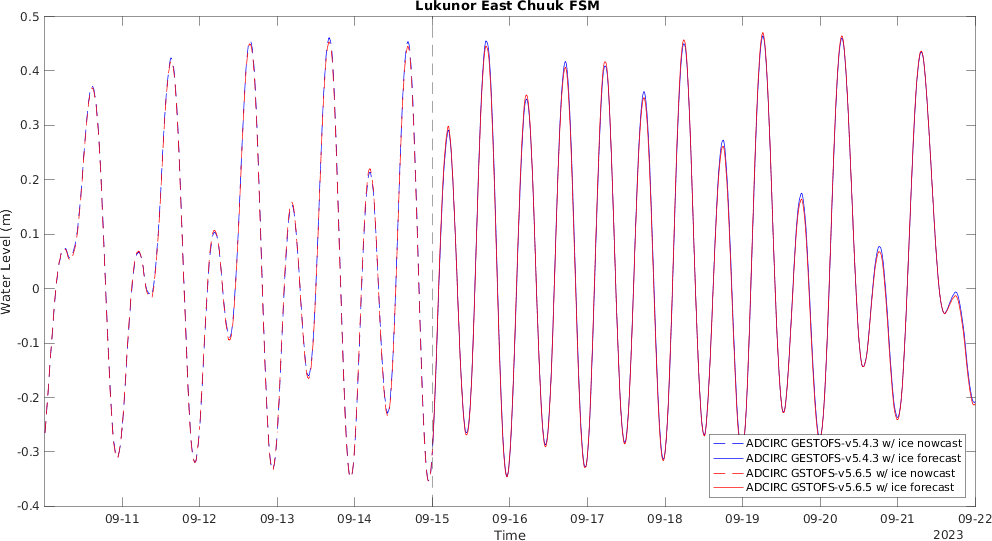 Lukunor East Chuuk FSM
0.5
0.4
0.3
0.2
0.1
0
-0.1
-0.2
-0.3
-0.4
Water Level (m)
ADCIRC GESTOFS-v5.4.3 w/ ice nowcast
ADCIRC GESTOFS-v5.4.3 w/ ice forecast
ADCIRC GSTOFS-v5.6.5 w/ ice nowcast
ADCIRC GSTOFS-v5.6.5 w/ ice forecast
09-11 09-12 09-13 09-14 09-15 09-16 09-17 09-18 09-19 09-20 09-21 09-22
Time 2023